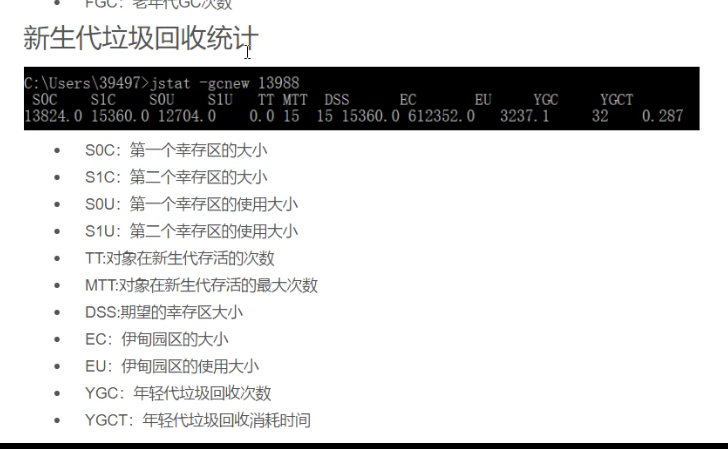 FGC：老年代GC次数
新生代垃圾回收统计
C:\Users\39497>jstat -gcnew 13988
S0C S1C S0U S1U TT MTT DSS EC EU YGC YGCT
13824.0 15360.0 12704.0 0.0 15 15 15360.0 612352.0 3237.1 32 0.287
S0C：第一个幸存区的大小
S1C：第二个幸存区的大小
S0U：第一个幸存区的使用大小
S1U：第二个幸存区的使用大小
TT:对象在新生代存活的次数
MTT:对象在新生代存活的最大次数
DSS:期望的幸存区大小
EC：伊甸园区的大小
EU：伊甸园区的使用大小
YGC：年轻代垃圾回收次数
YGCT：年轻代垃圾回收消耗时间